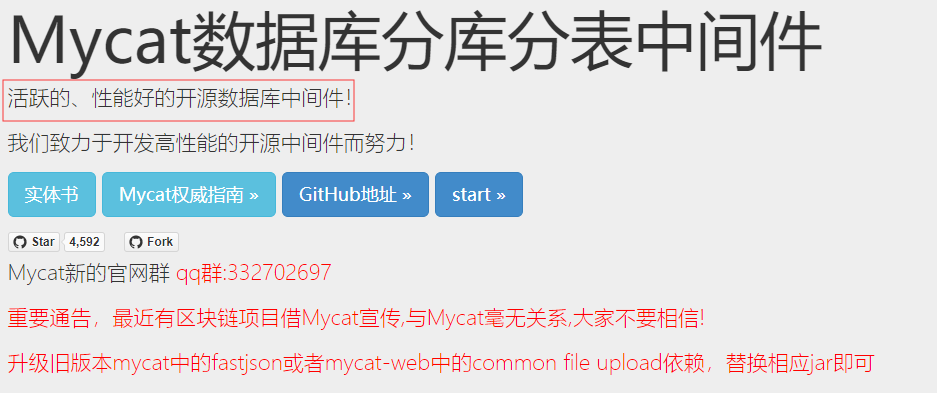 Mycat数据库分库分表中间件
活跃的、性能好的开源数据库中间件!
我们致力于开发高性能的开源中间件而努力!
实体书 Mycat权威指南 » GitHub地址 » start »
Star 4,592 Fork
Mycat新的官网群 qq群:332702697
重要通告，最近有区块链项目借Mycat宣传,与Mycat毫无关系,大家不要相信!
升级旧版本mycat中的fastjson或者mycat-web中的common file upload依赖，替换相应jar即可